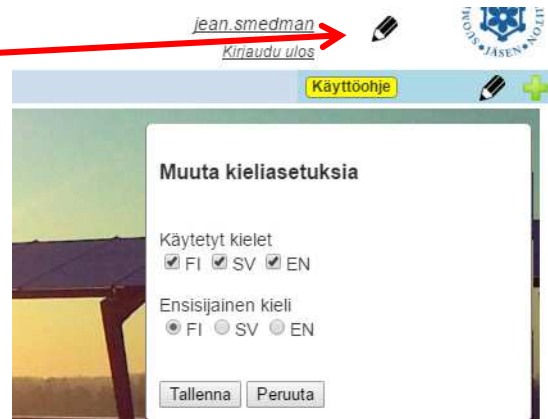 jean.smedman
Kirjaudu ulos
JÄSEN
Käyttöohje
Muuta kieliasetuksia
Käytetyt kielet
FI SV EN
Ensisijainen kieli
FI SV EN
Tallenna Peruuta